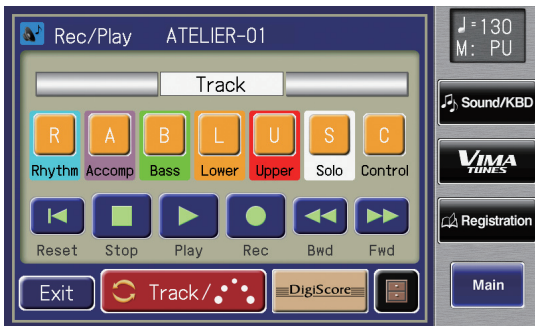 Rec/Play ATELIER-01
♩=130
M: PU
Track
R A B L U S C
Rhythm Accomp Bass Lower Upper Solo Control
Reset Stop Play Rec Bwd Fwd
Exit Track/ DigiScore
Sound/KBD
VIMA
TUNES
Registration
Main